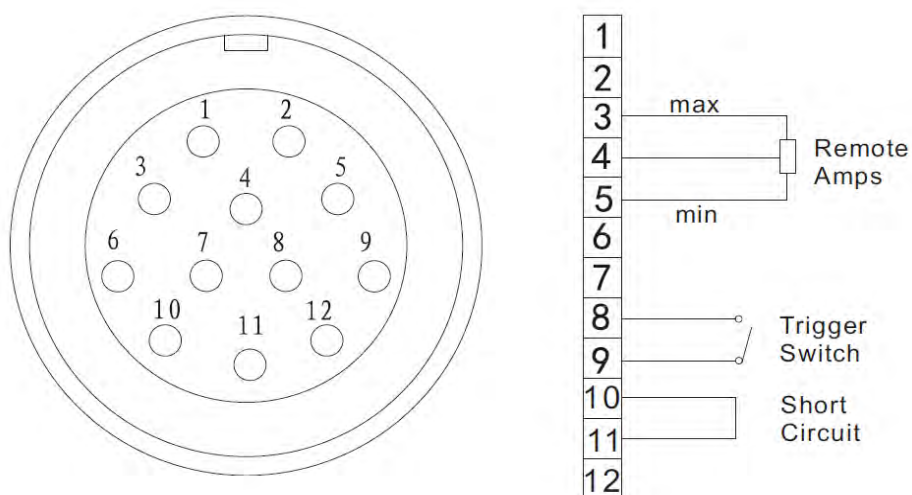 1 2
3 4 5
6 7 8 9
10 11 12
1
2
3 max
4 Remote
Amps
5 min
6
7
8 Trigger
Switch
9
10 Short
Circuit
11
12